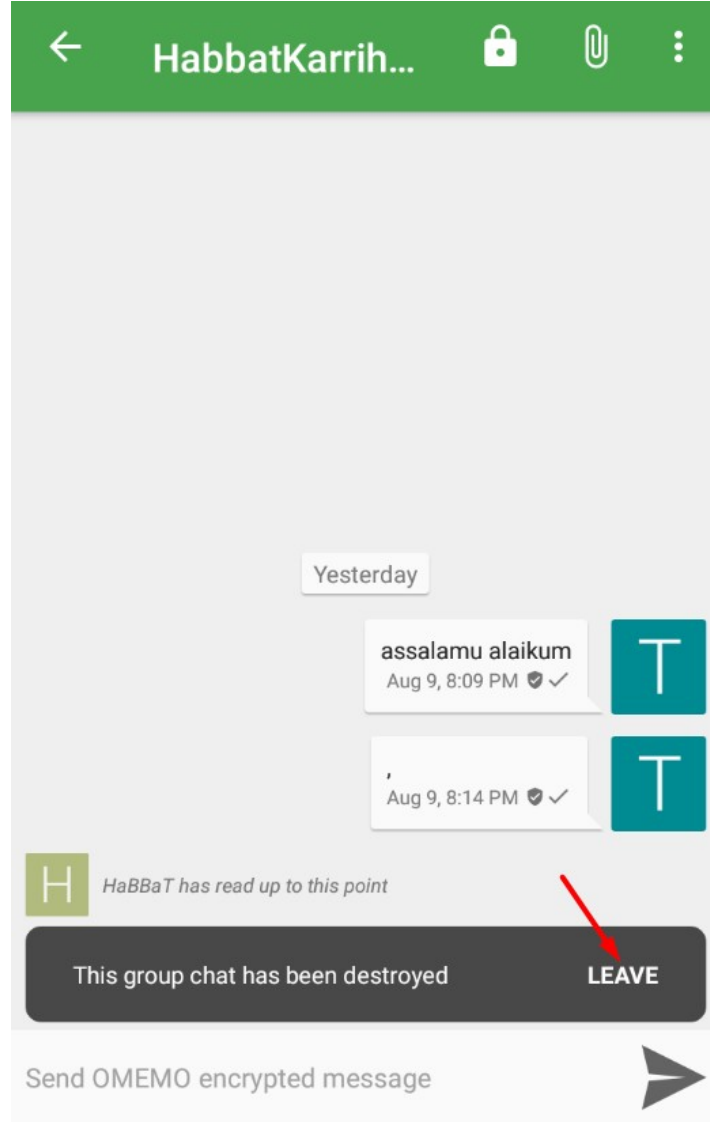 HabbatKarrih...
Yesterday
assalamu alaikum
Aug 9, 8:09 PM
T
,
Aug 9, 8:14 PM
T
H
HaBBaT has read up to this point
This group chat has been destroyed LEAVE
Send OMEMO encrypted message